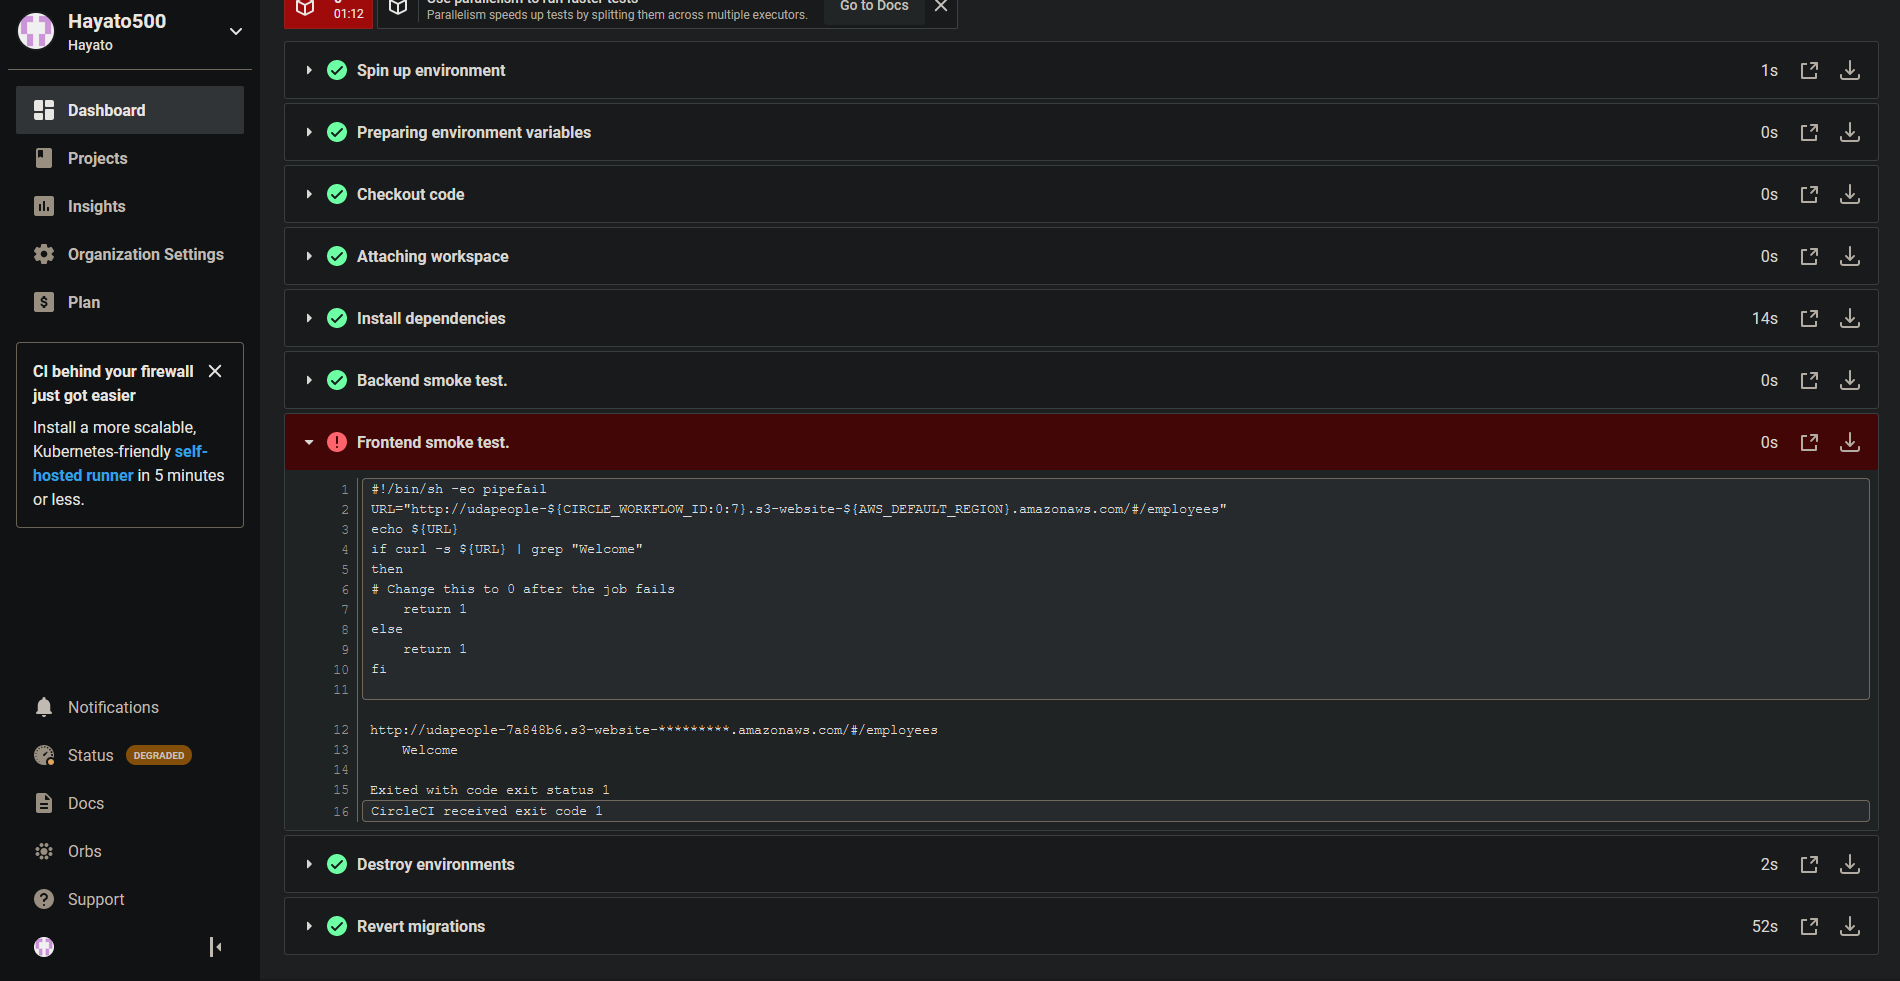 Hayato500
Hayato
Dashboard
Projects
Insights
Organization Settings
Plan
CI behind your firewall
just got easier
Install a more scalable,
Kubernetes-friendly self-
hosted runner in 5 minutes
or less.
Notifications
Status DEGRADED
Docs
Orbs
Support
01:12
Use parallelism to run faster tests
Parallelism speeds up tests by splitting them across multiple executors.
Go to Docs
Spin up environment 1s
Preparing environment variables 0s
Checkout code 0s
Attaching workspace 0s
Install dependencies 14s
Backend smoke test. 0s
Frontend smoke test. 0s
1 #!/bin/sh -eo pipefail
2 URL="http://udapeople-${CIRCLE_WORKFLOW_ID:0:7}.s3-website-${AWS_DEFAULT_REGION}.amazonaws.com/#/employees"
3 echo ${URL}
4 if curl -s ${URL} | grep "Welcome"
5 then
6 # Change this to 0 after the job fails
7     return 1
8 else
9     return 1
10 fi
11
12 http://udapeople-7a848b6.s3-website-*********.amazonaws.com/#/employees
13     Welcome
14
15 Exited with code exit status 1
16 CircleCI received exit code 1
Destroy environments 2s
Revert migrations 52s